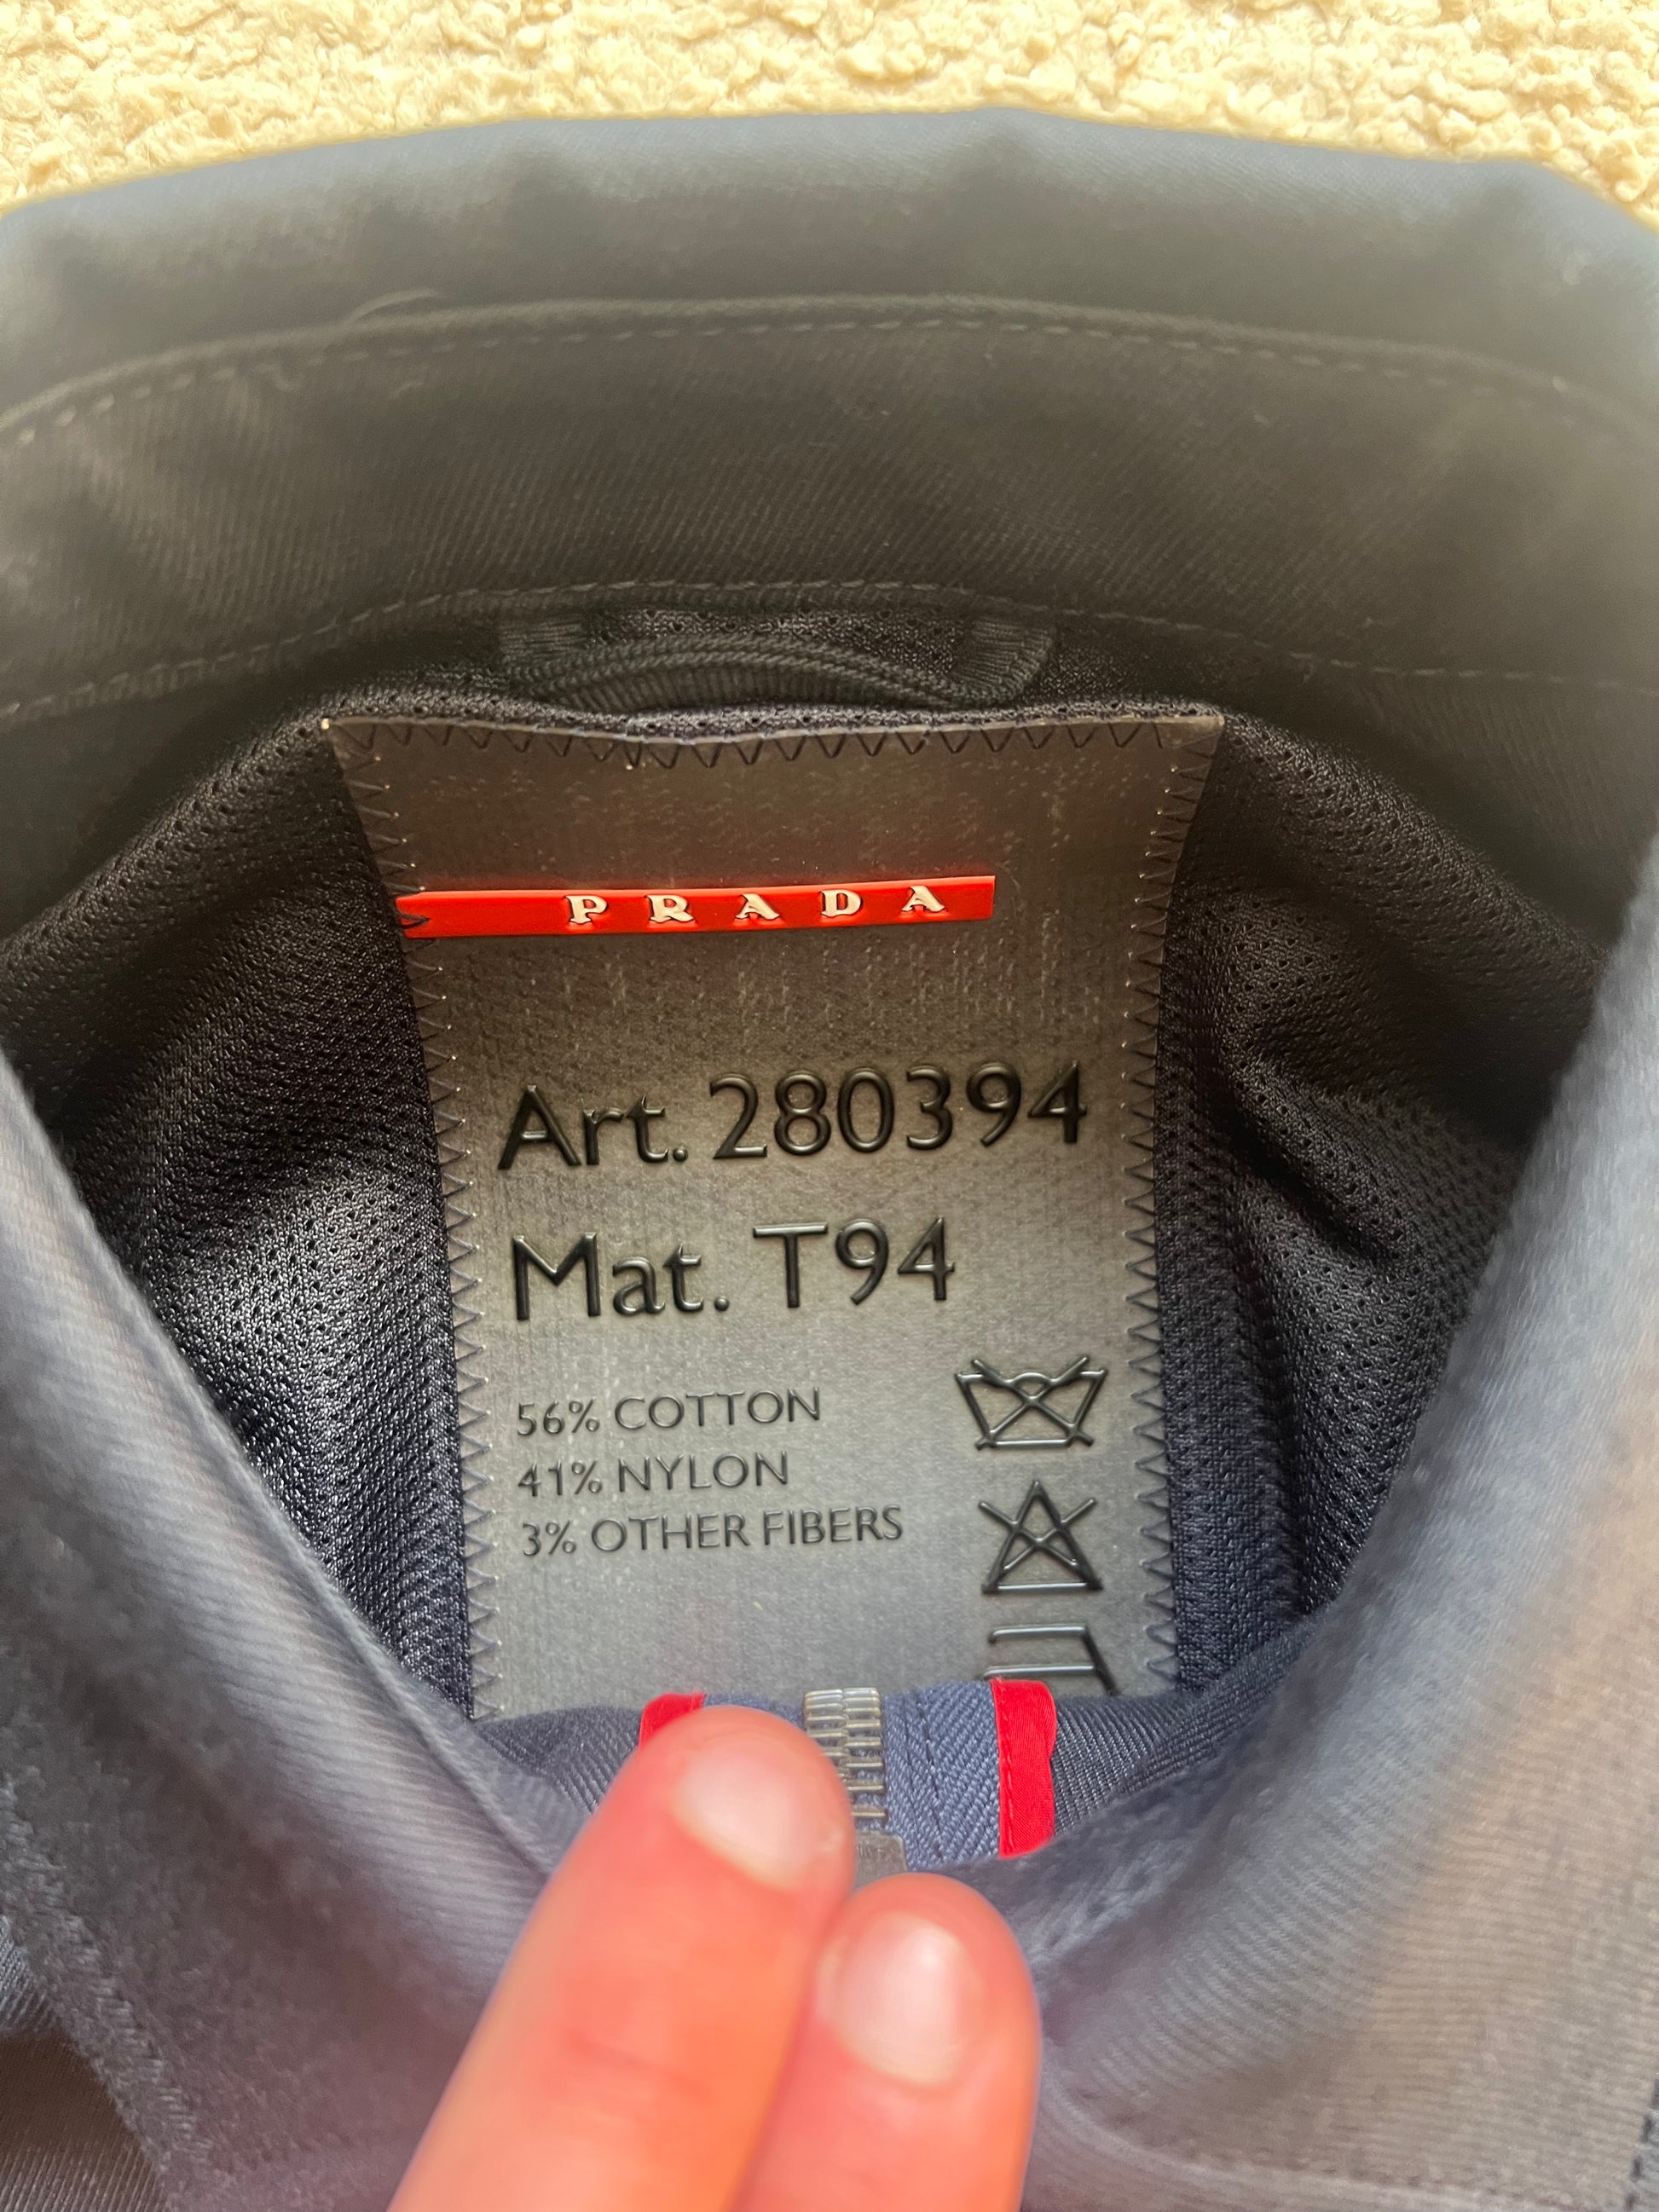 PRADA
Art. 280394
Mat. T94
56% COTTON
41% NYLON
3% OTHER FIBERS